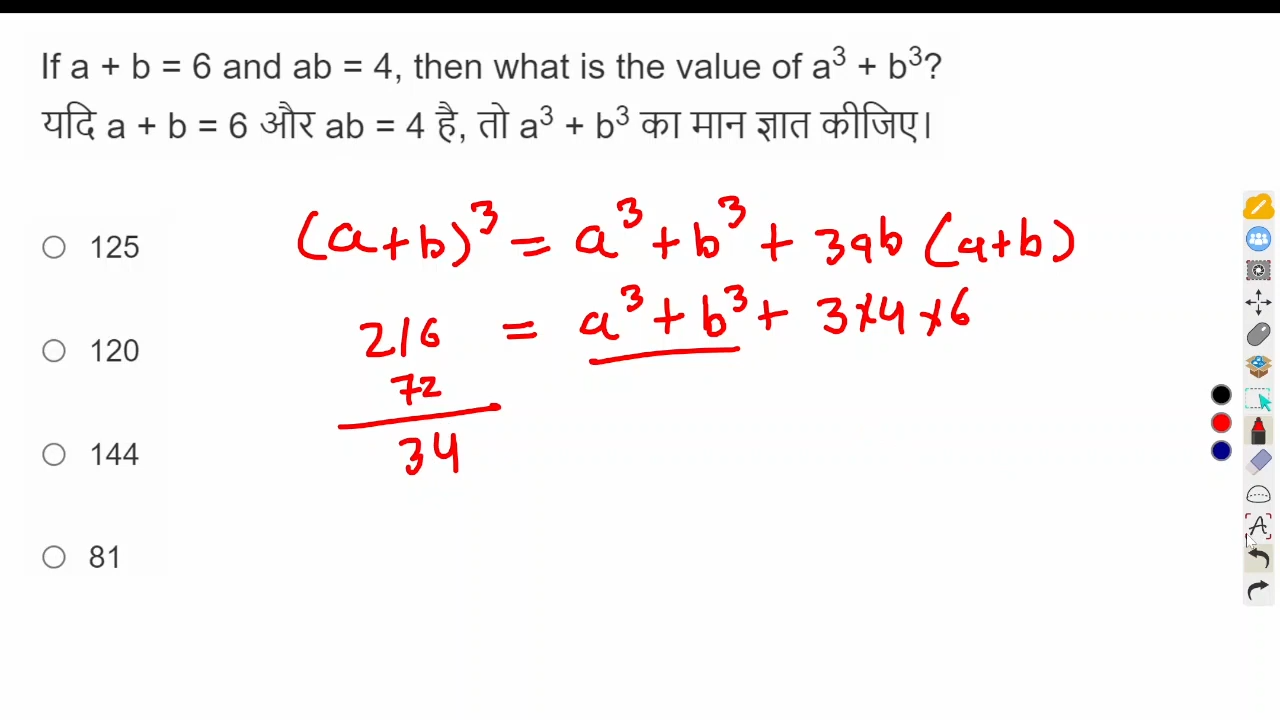 If a + b = 6 and ab = 4, then what is the value of a³ + b³?
यदि a + b = 6 और ab = 4 है, तो a³ + b³ का मान ज्ञात कीजिए।
(a+b)³ = a³ + b³ + 3ab (a+b)
125
216 = a³ + b³ + 3×4×6
120
72
34
144
81